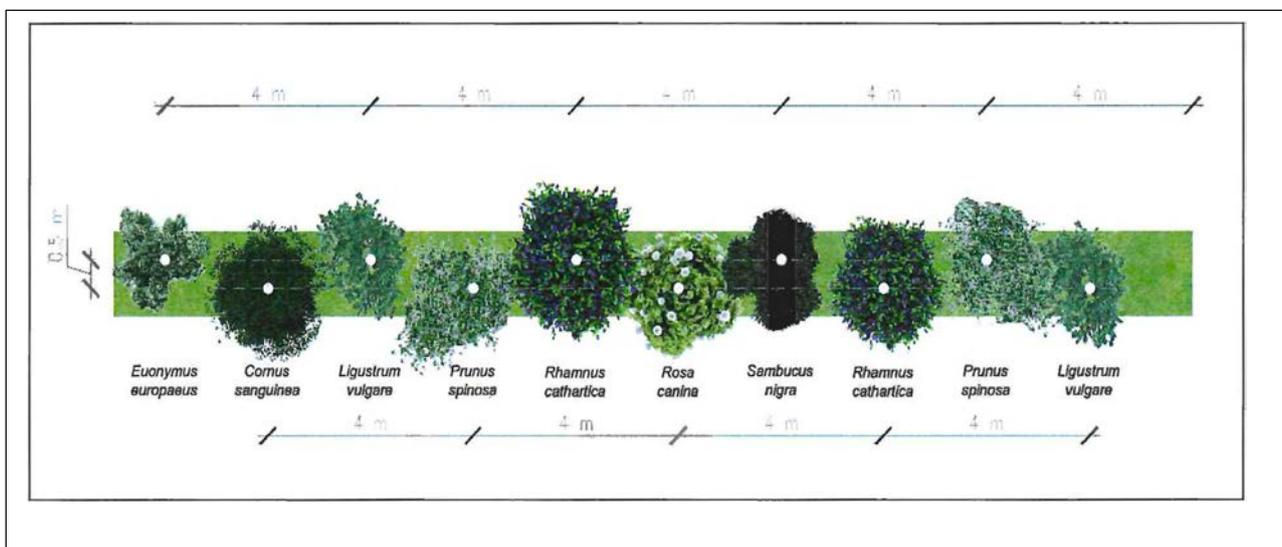 4 m 4 m 4 m 4 m 4 m
0.5 m
Euonymus europaeus
Cornus sanguinea
Ligustrum vulgare
Prunus spinosa
Rhamnus cathartica
Rosa canina
Sambucus nigra
Rhamnus cathartica
Prunus spinosa
Ligustrum vulgare
4 m 4 m 4 m 4 m